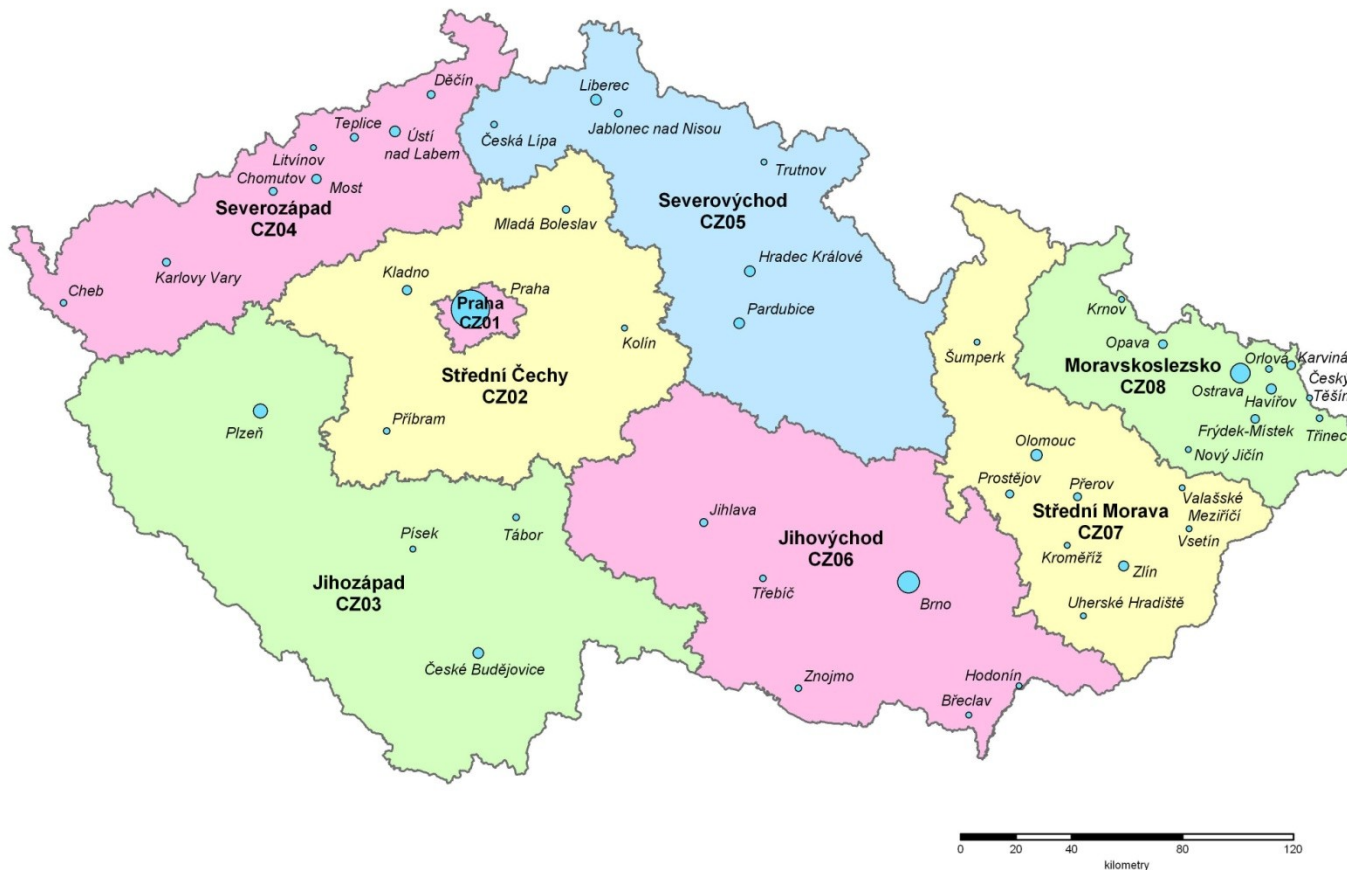 Děčín
Liberec
Teplice
Ústí
nad Labem
Česká Lípa
Jablonec nad Nisou
Litvínov
Trutnov
Chomutov
Most
Severozápad
CZ04
Severovýchod
CZ05
Mladá Boleslav
Karlovy Vary
Hradec Králové
Kladno
Praha
Cheb
Praha
CZ01
Pardubice
Krnov
Kolín
Šumperk
Opava
Orlová
Karviná
Moravskoslezsko
CZ08
Český
Těšín
Střední Čechy
CZ02
Ostrava
Havířov
Příbram
Plzeň
Frýdek-Místek
Třinec
Olomouc
Nový Jičín
Prostějov
Přerov
Valašské
Meziříčí
Střední Morava
CZ07
Jihlava
Písek
Tábor
Jihovýchod
CZ06
Vsetín
Kroměříž
Zlín
Jihozápad
CZ03
Třebíč
Brno
Uherské Hradiště
České Budějovice
Znojmo
Hodonín
Břeclav
0 20 40 80 120
kilometry